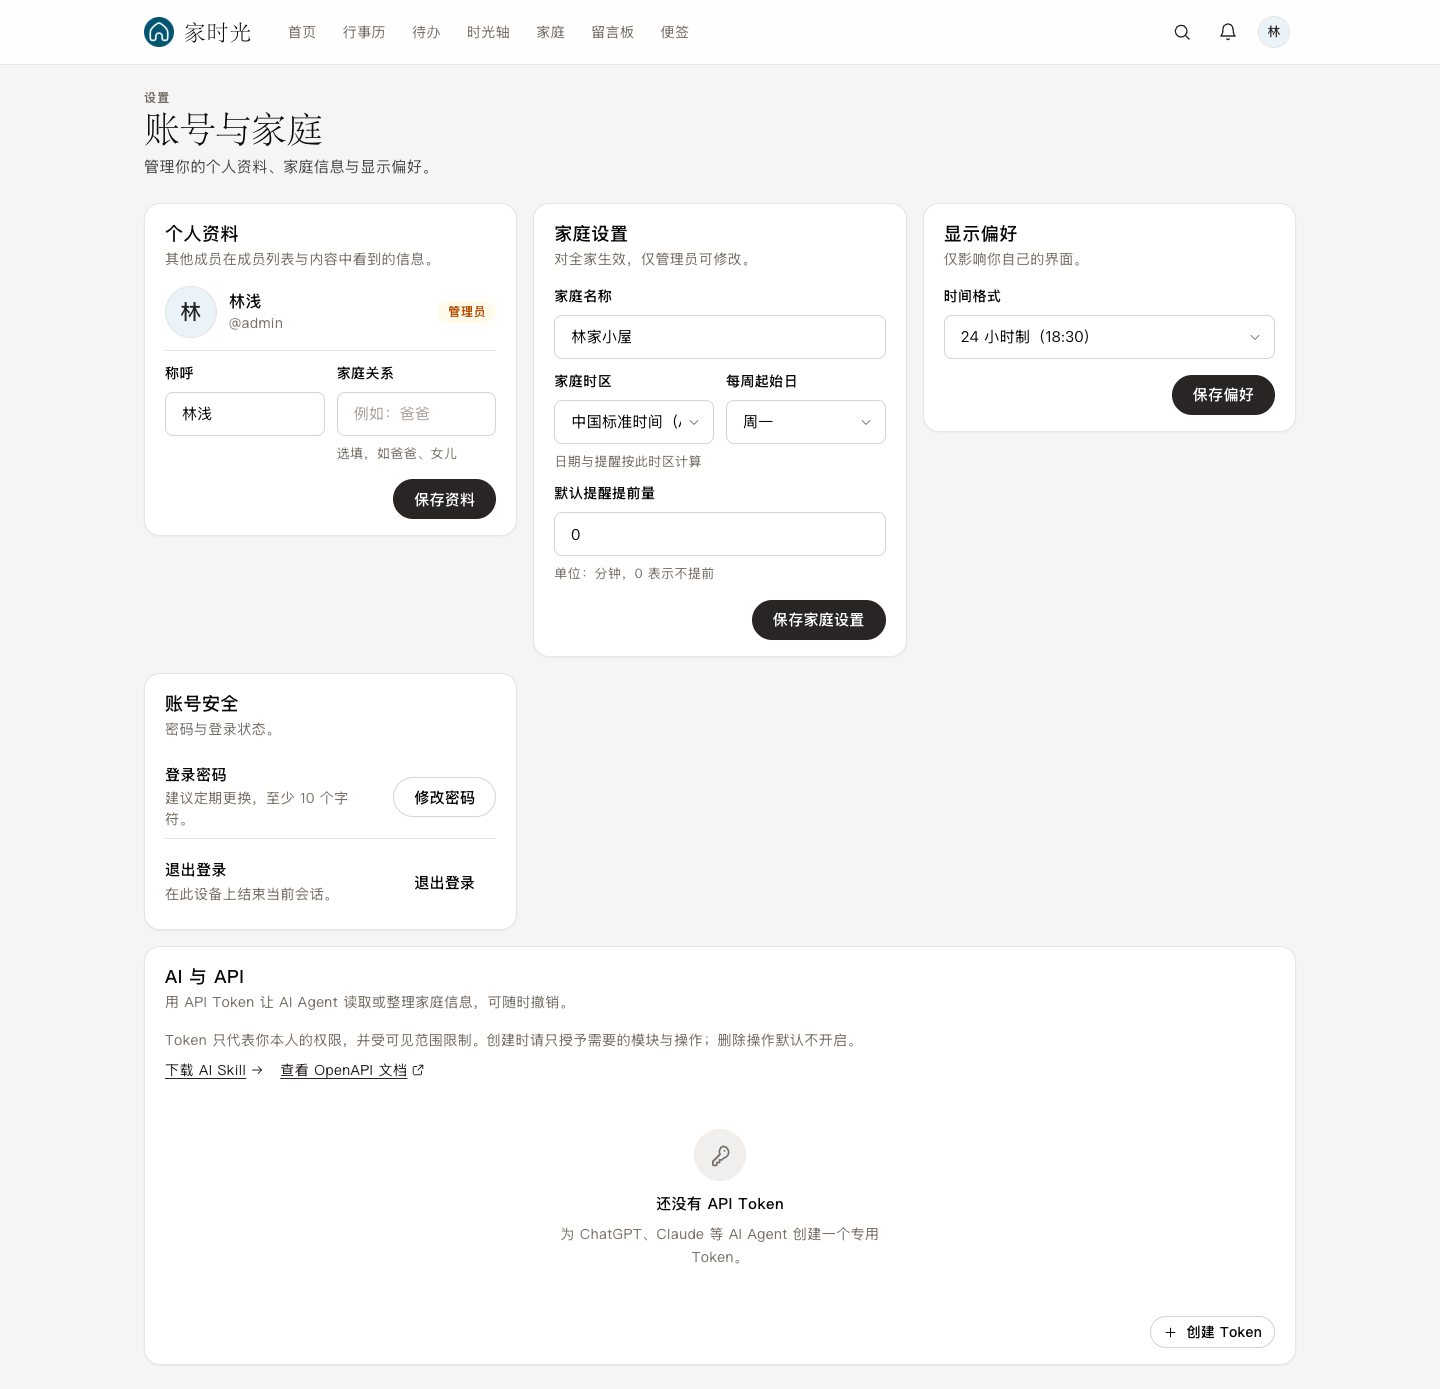 家时光
首页 行事历 待办 时光轴 家庭 留言板 便签
林
设置
账号与家庭
管理你的个人资料、家庭信息与显示偏好。
个人资料
其他成员在成员列表与内容中看到的信息。
林
林浅
@admin
管理员
称呼
家庭关系
林浅
例如：爸爸
选填，如爸爸、女儿
保存资料
家庭设置
对全家生效，仅管理员可修改。
家庭名称
林家小屋
家庭时区
每周起始日
中国标准时间（
周一
日期与提醒按此时区计算
默认提醒提前量
0
单位：分钟，0 表示不提前
保存家庭设置
显示偏好
仅影响你自己的界面。
时间格式
24 小时制（18:30）
保存偏好
账号安全
密码与登录状态。
登录密码
建议定期更换，至少 10 个字
符。
修改密码
退出登录
在此设备上结束当前会话。
退出登录
AI 与 API
用 API Token 让 AI Agent 读取或整理家庭信息，可随时撤销。
Token 只代表你本人的权限，并受可见范围限制。创建时请只授予需要的模块与操作；删除操作默认不开启。
下载 AI Skill → 查看 OpenAPI 文档
还没有 API Token
为 ChatGPT、Claude 等 AI Agent 创建一个专用
Token。
+ 创建 Token